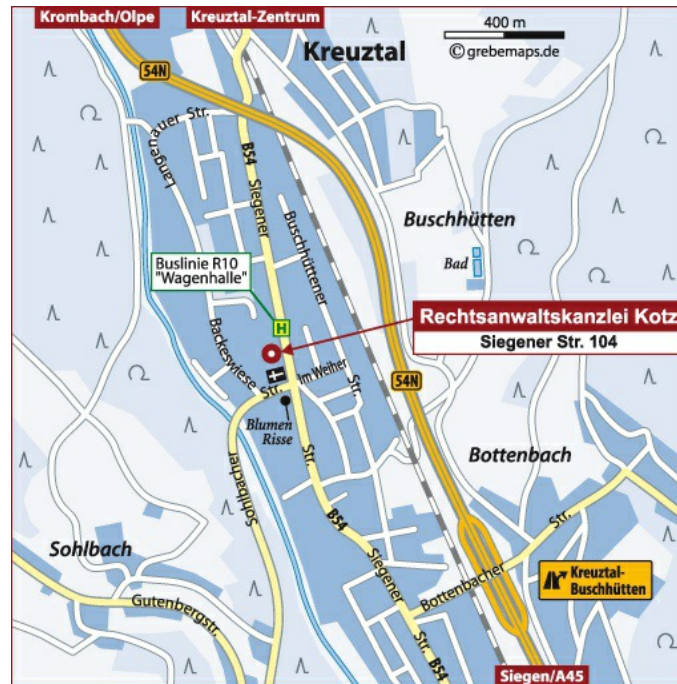 Krombach/Olpe
Kreuztal-Zentrum
400 m
© grebemaps.de
Kreuztal
54N
Langenauer Str.
B54
Siegener
Buschhüttener
Buschhütten
Bad
Buslinie R10
"Wagenhalle"
H
Rechtsanwaltskanzlei Kotz
Siegener Str. 104
Backeswiese
Str.
Im Weiher
Str.
54N
Blumen
Risse
Str.
Sohlbacher
B54
Bottenbach
Sohlbach
Siegener
Str.
Bottenbacher
Str.
Kreuztal-
Buschhütten
Gutenbergstr.
B54
Siegen/A45